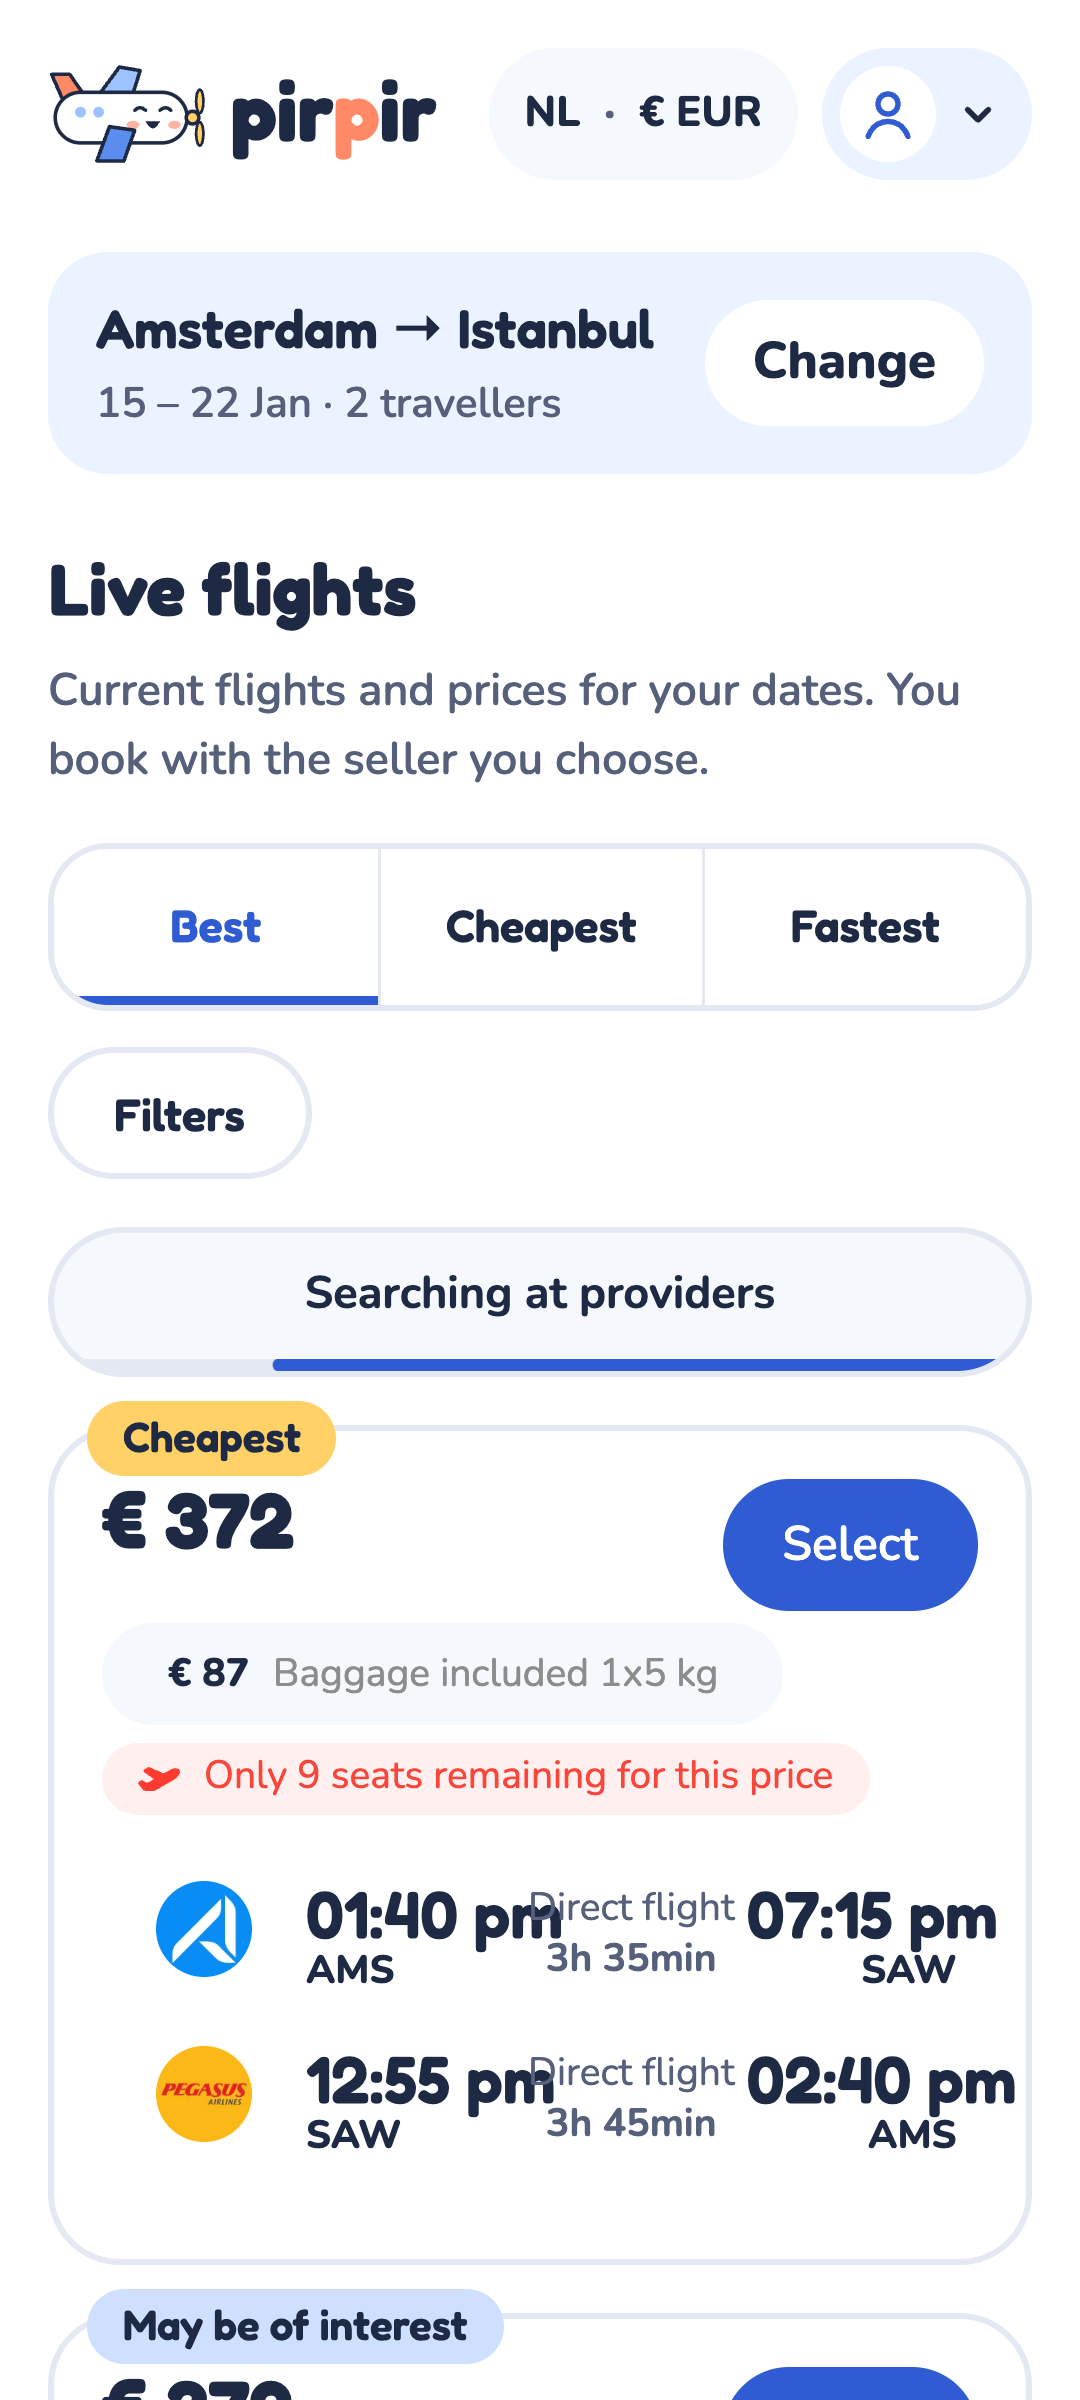 pirpir
NL · € EUR
Amsterdam → Istanbul
15 – 22 Jan · 2 travellers
Change
Live flights
Current flights and prices for your dates. You
book with the seller you choose.
Best
Cheapest
Fastest
Filters
Searching at providers
Cheapest
€ 372
Select
€ 87 Baggage included 1x5 kg
Only 9 seats remaining for this price
01:40 pm Direct flight 07:15 pm
AMS 3h 35min SAW
PEGASUS
AIRLINES
12:55 pm Direct flight 02:40 pm
SAW 3h 45min AMS
May be of interest